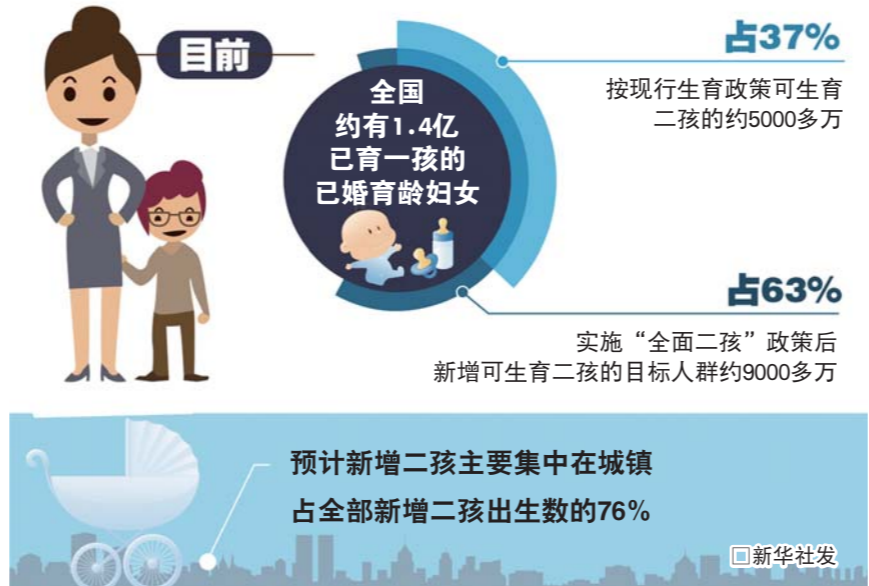 目前
全国
约有1.4亿
已育一孩的
已婚育龄妇女
占37%
按现行生育政策可生育
二孩的约5000多万
占63%
实施“全面二孩”政策后
新增可生育二孩的目标人群约9000多万
预计新增二孩主要集中在城镇
占全部新增二孩出生数的76%
□新华社发